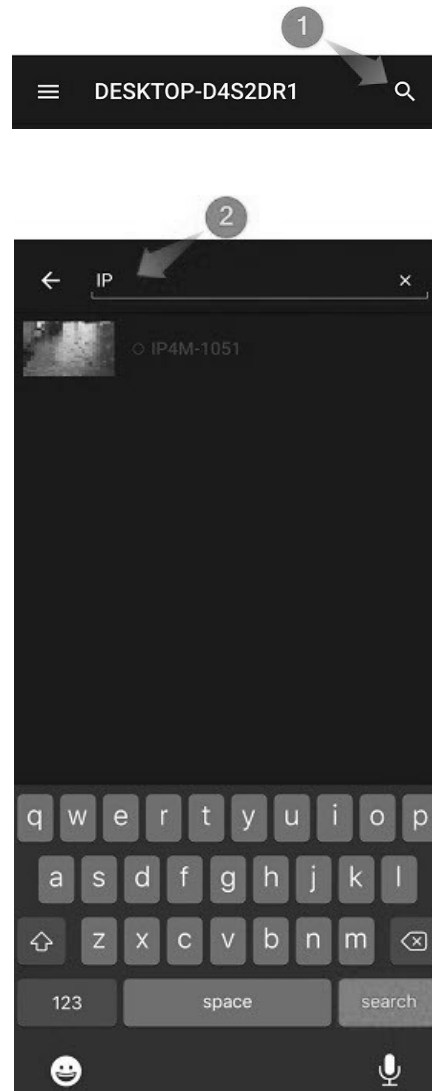 1
DESKTOP-D4S2DR1
2
IP
IP4M-1051
q w e r t y u i o p
a s d f g h j k l
z x c v b n m
123 space search